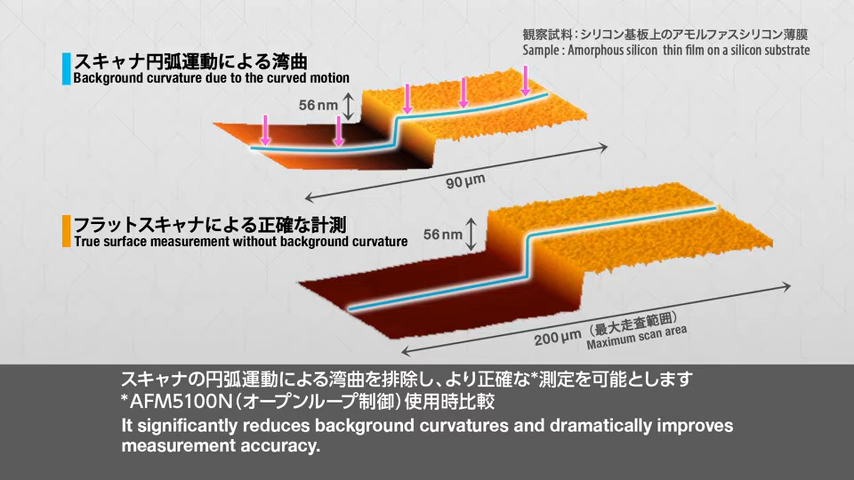 観察試料：シリコン基板上のアモルファスシリコン薄膜
Sample : Amorphous silicon thin film on a silicon substrate
スキャナ円弧運動による湾曲
Background curvature due to the curved motion
56 nm
90 μm
フラットスキャナによる正確な計測
True surface measurement without background curvature
56 nm
200 μm（最大走査範囲）
Maximum scan area
スキャナの円弧運動による湾曲を排除し、より正確な*測定を可能とします
*AFM5100N（オープンループ制御）使用時比較
It significantly reduces background curvatures and dramatically improves
measurement accuracy.